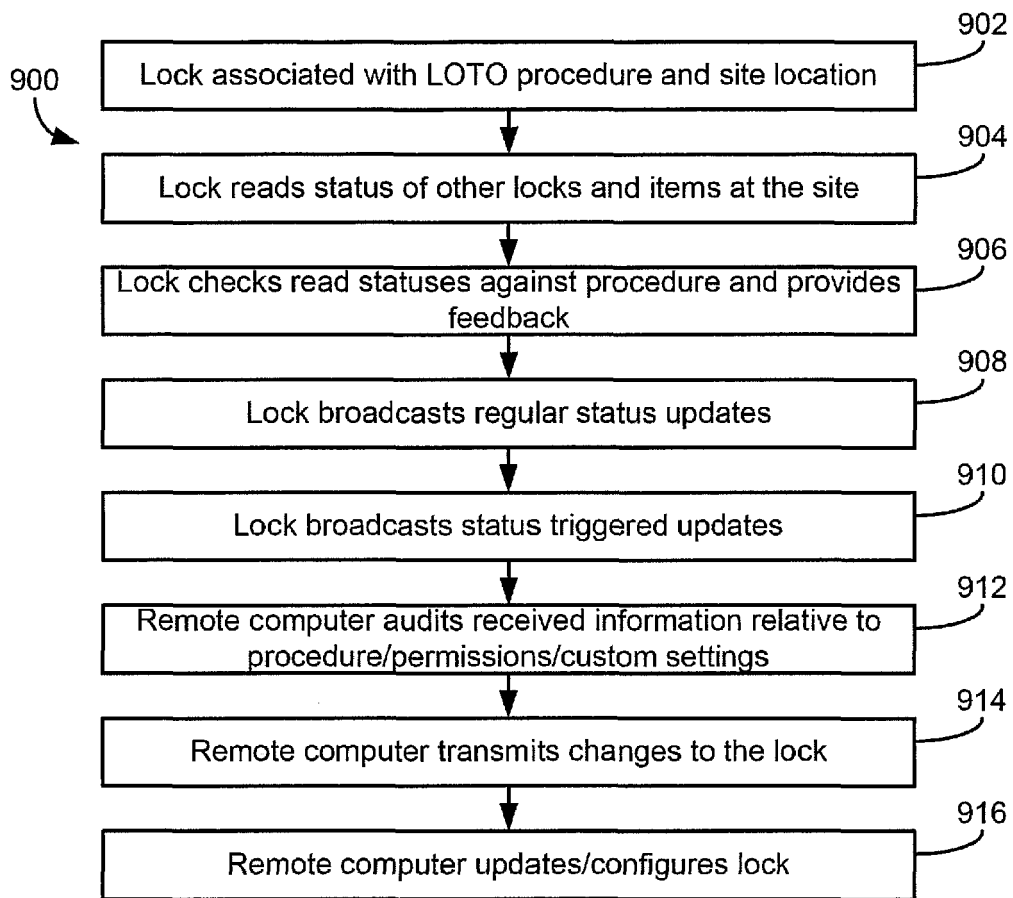 902
Lock associated with LOTO procedure and site location
900
904
Lock reads status of other locks and items at the site
906
Lock checks read statuses against procedure and provides
feedback
908
Lock broadcasts regular status updates
910
Lock broadcasts status triggered updates
912
Remote computer audits received information relative to
procedure/permissions/custom settings
914
Remote computer transmits changes to the lock
916
Remote computer updates/configures lock